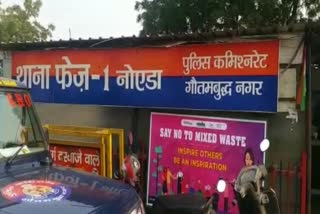 थाना फेज़-1 नोएडा
पुलिस कमिश्नरेट
गौतमबुद्ध नगर
SAY NO TO MIXED WASTE
INSPIRE OTHERS
BE AN INSPIRATION